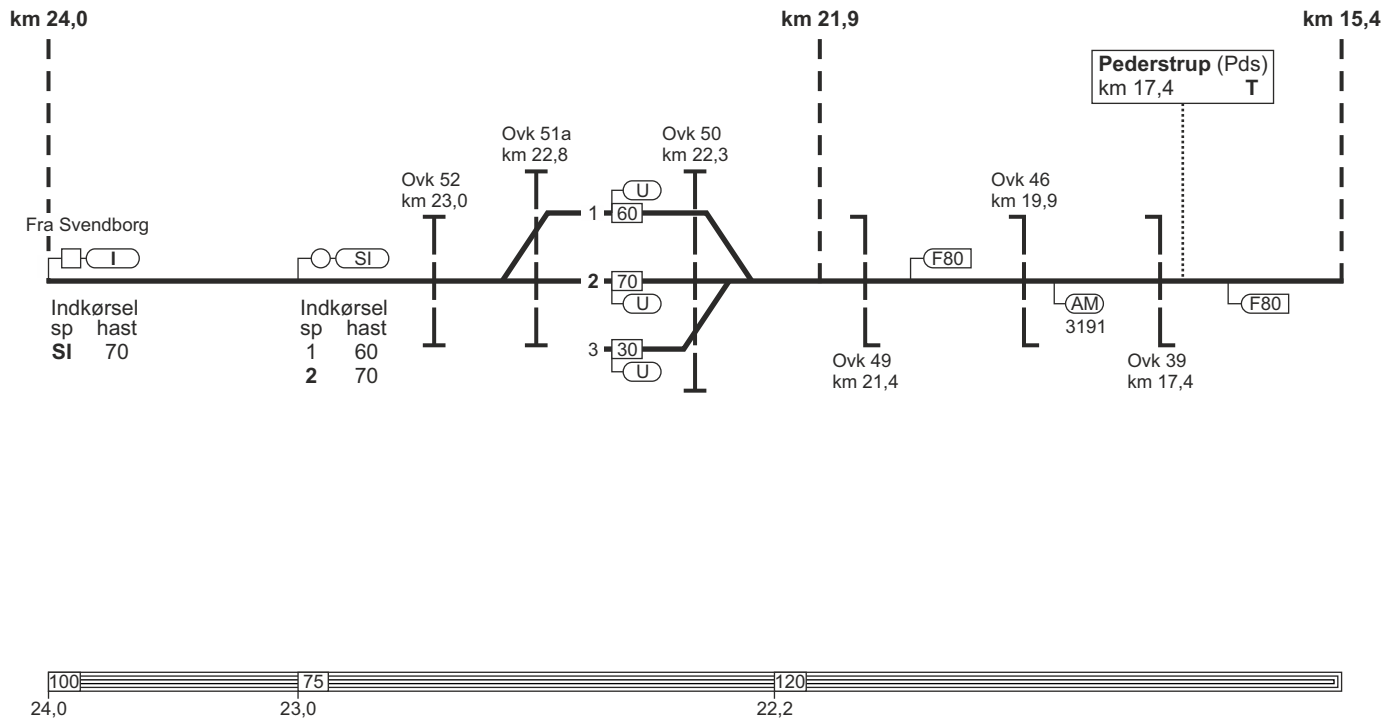 km 24,0
km 21,9
km 15,4
Pederstrup (Pds)
km 17,4 T
Ovk 51a
km 22,8
Ovk 50
km 22,3
Ovk 52
km 23,0
Ovk 46
km 19,9
Fra Svendborg
I
SI
U
1 60
2 70
U
3 30
U
F80
AM
3191
F80
Indkørsel
sp hast
SI 70
Indkørsel
sp hast
1 60
2 70
Ovk 49
km 21,4
Ovk 39
km 17,4
100
75
120
24,0
23,0
22,2